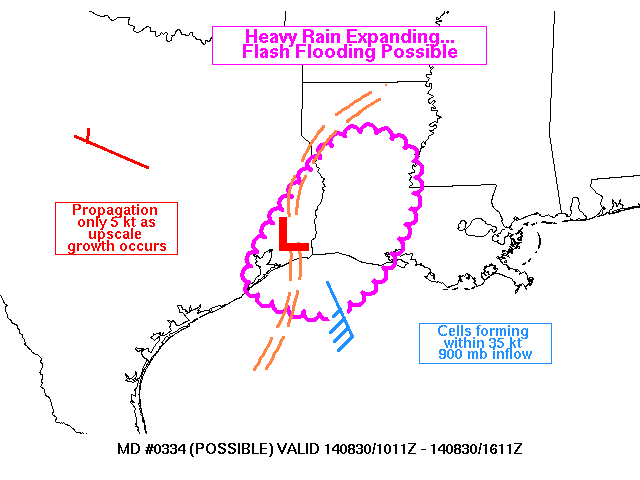 Heavy Rain Expanding...
Flash Flooding Possible
Propagation
only 5 kt as
upscale
growth occurs
L
Cells forming
within 35 kt
900 mb inflow
MD #0334 (POSSIBLE) VALID 140830/1011Z - 140830/1611Z